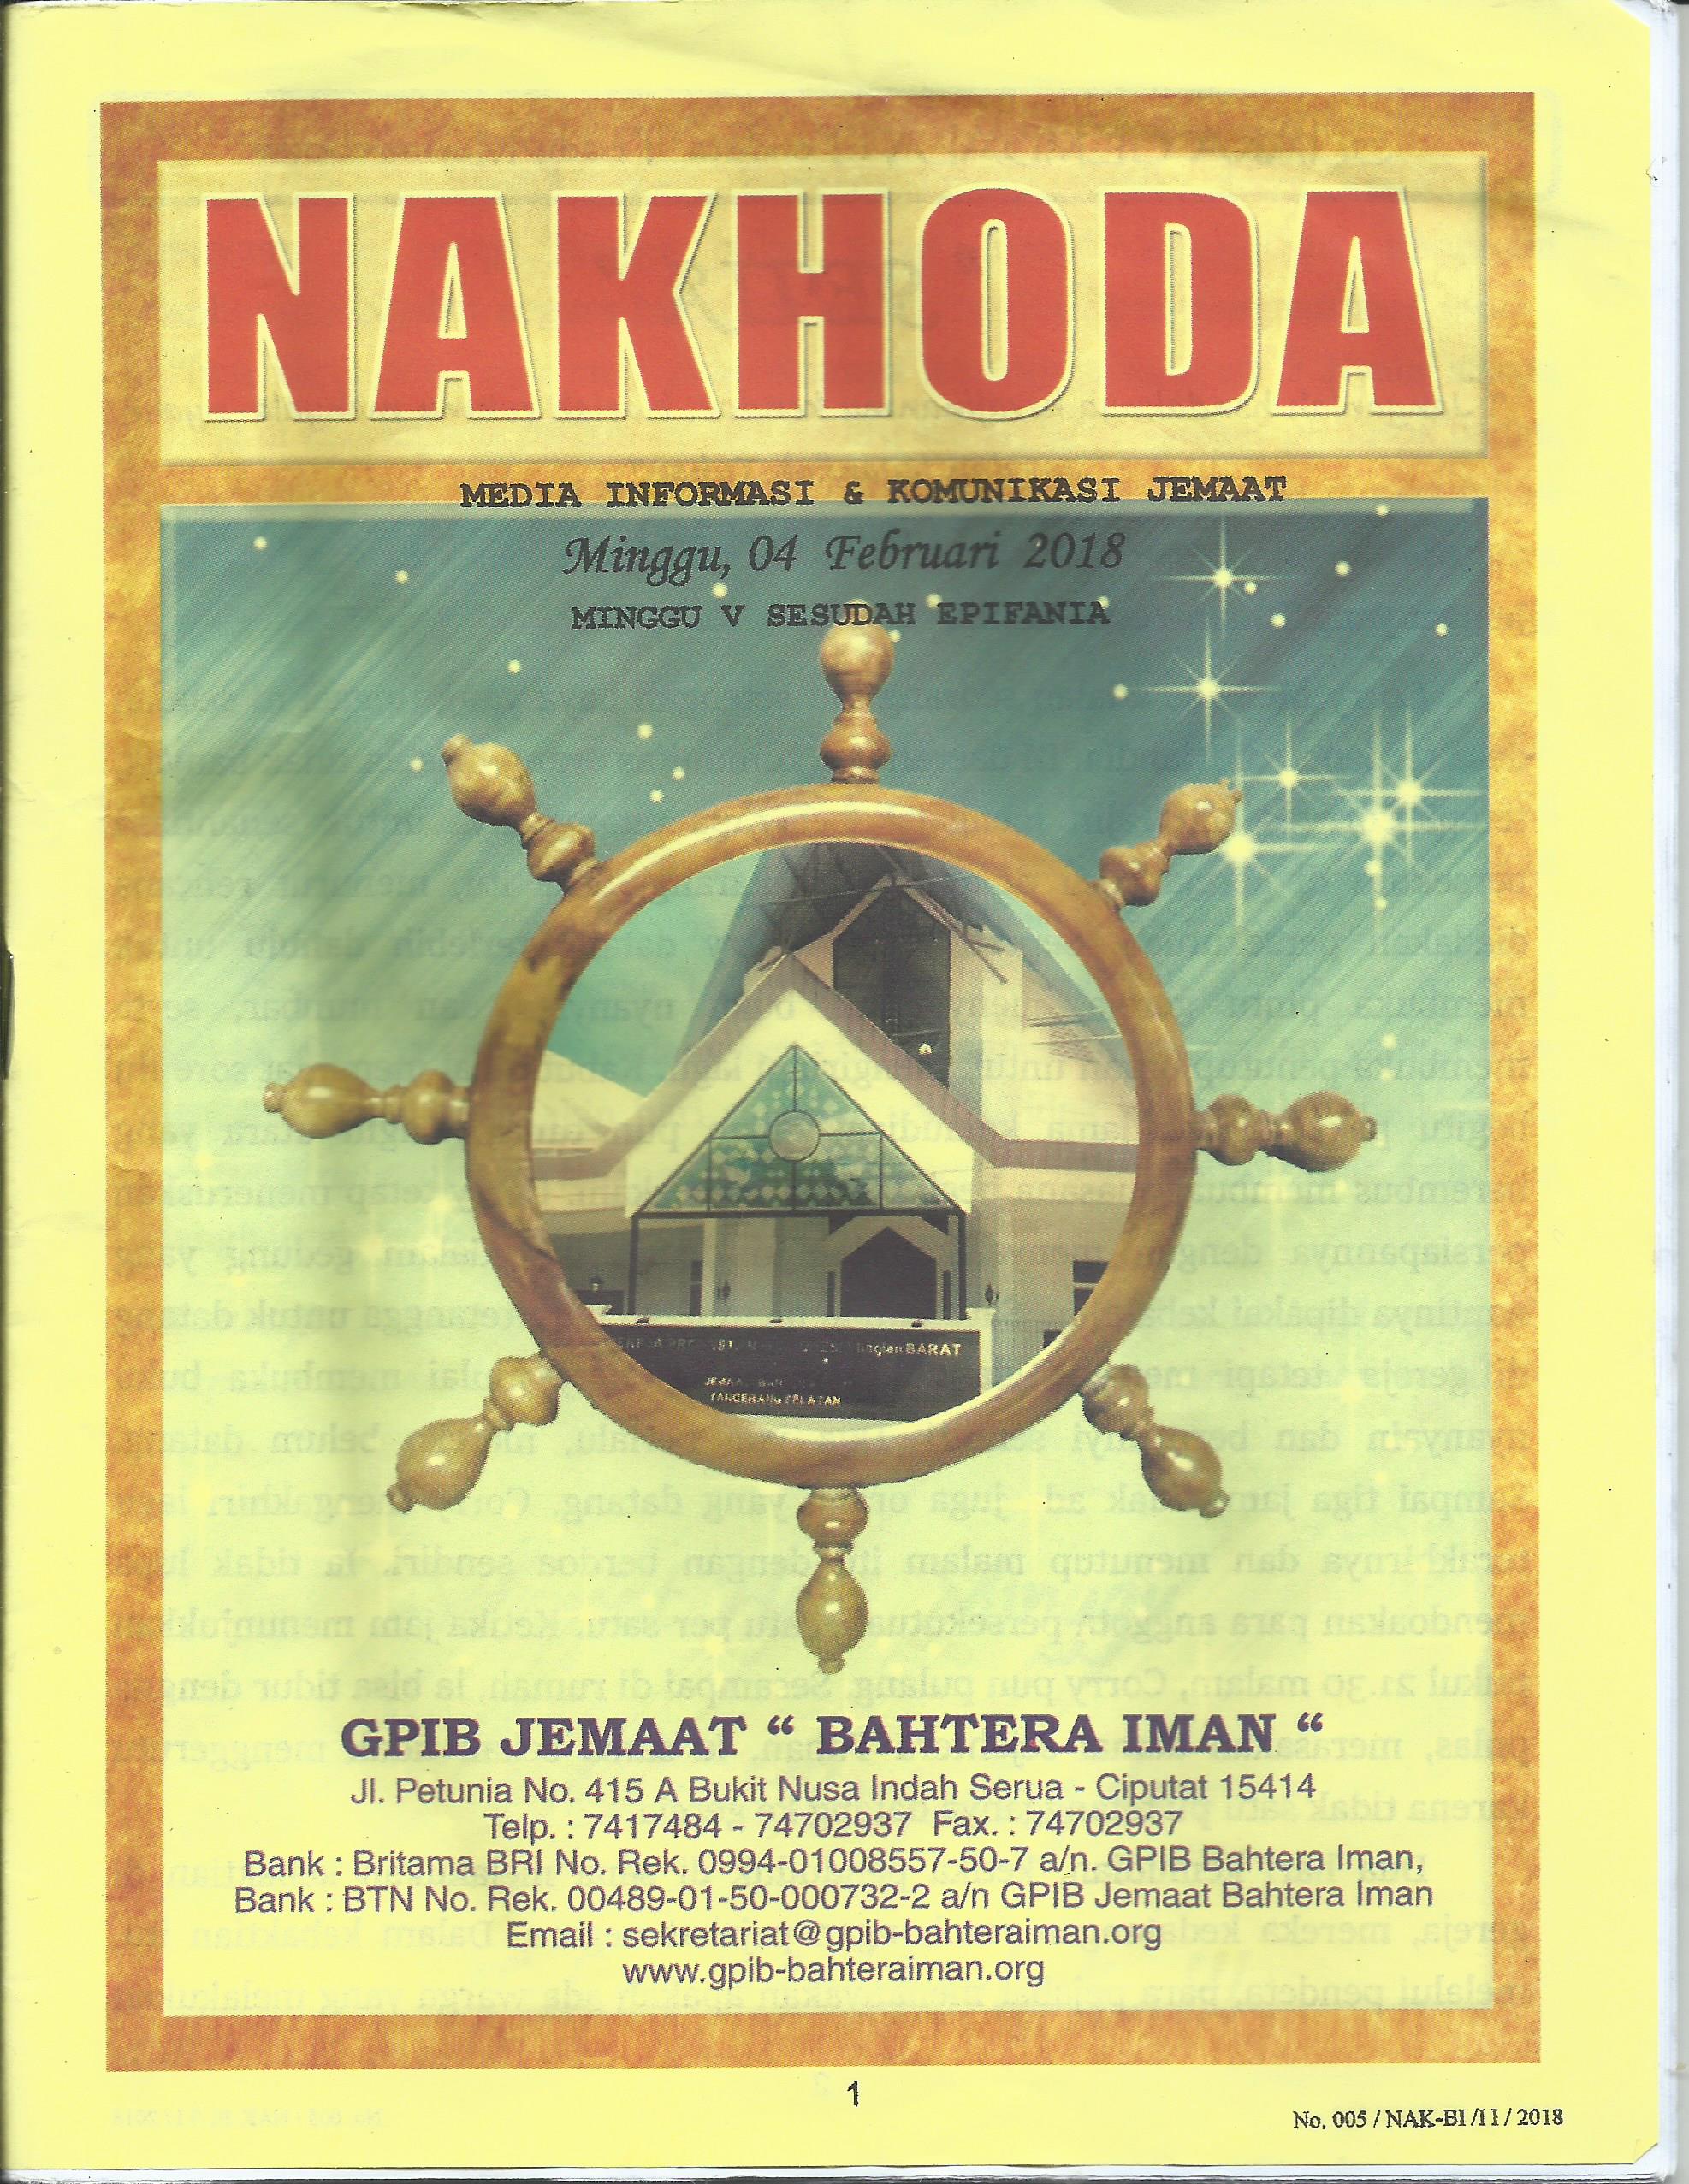 NAKHODA
MEDIA INFORMASI & KOMUNIKASI JEMAAT
Minggu, 04 Februari 2018
MINGGU V SESUDAH EPIFANIA
BARAT
TANGERANG SELATAN
GPIB JEMAAT “ BAHTERA IMAN “
Jl. Petunia No. 415 A Bukit Nusa Indah Serua - Ciputat 15414
Telp. : 7417484 - 74702937 Fax. : 74702937
Bank : Britama BRI No. Rek. 0994-01008557-50-7 a/n. GPIB Bahtera Iman,
Bank : BTN No. Rek. 00489-01-50-000732-2 a/n GPIB Jemaat Bahtera Iman
Email : sekretariat@gpib-bahteraiman.org
www.gpib-bahteraiman.org
1
No, 005 / NAK-BI /I I / 2018